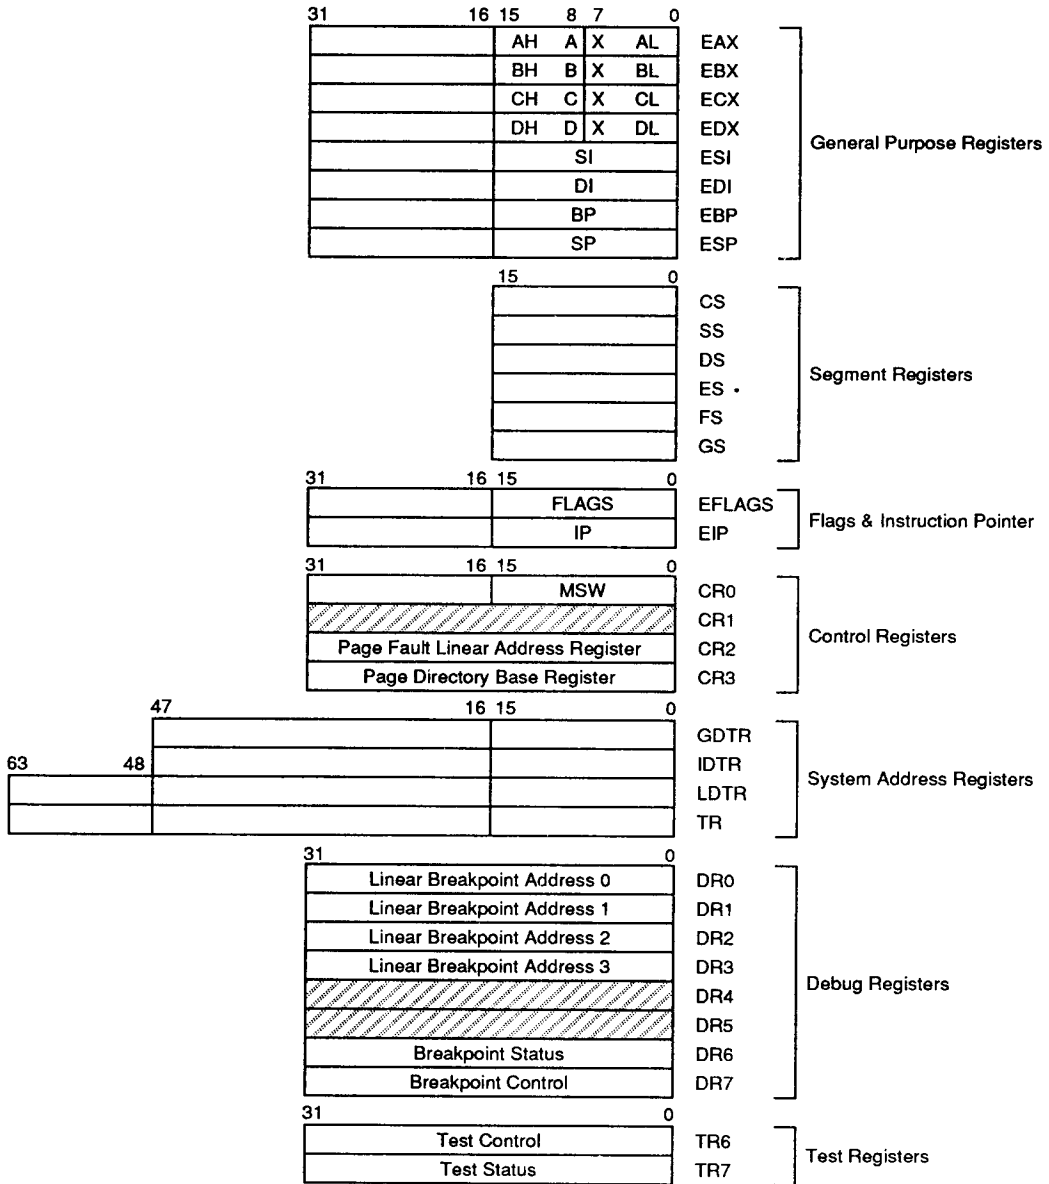 31 16 15 8 7 0
AH A X AL EAX
BH B X BL EBX
CH C X CL ECX
DH D X DL EDX
SI ESI
DI EDI
BP EBP
SP ESP
General Purpose Registers
15 0
CS
SS
DS
ES
FS
GS
Segment Registers
31 16 15 0
FLAGS EFLAGS
IP EIP
Flags & Instruction Pointer
31 16 15 0
MSW CR0
CR1
Page Fault Linear Address Register CR2
Page Directory Base Register CR3
Control Registers
47 16 15 0
GDTR
63 48 IDTR
LDTR
TR
System Address Registers
31 0
Linear Breakpoint Address 0 DR0
Linear Breakpoint Address 1 DR1
Linear Breakpoint Address 2 DR2
Linear Breakpoint Address 3 DR3
DR4
DR5
Breakpoint Status DR6
Breakpoint Control DR7
Debug Registers
31 0
Test Control TR6
Test Status TR7
Test Registers